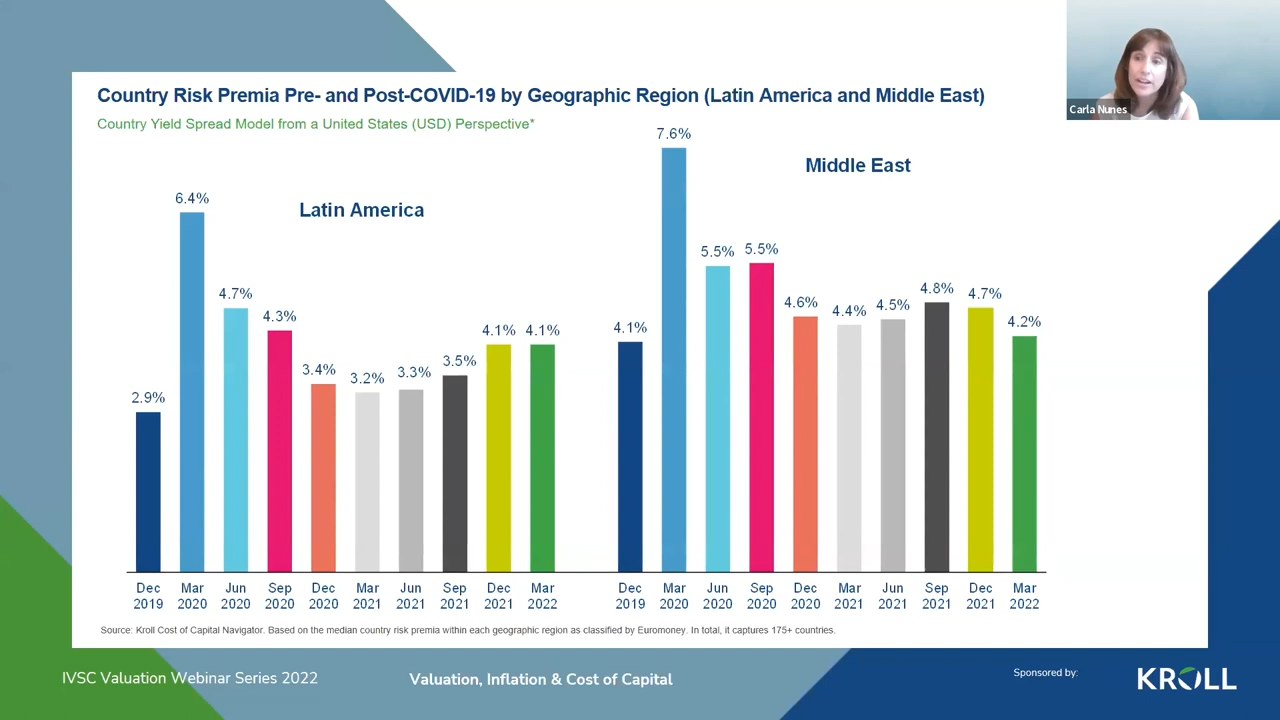 Carla Nunes
Country Risk Premia Pre- and Post-COVID-19 by Geographic Region (Latin America and Middle East)
Country Yield Spread Model from a United States (USD) Perspective*
Latin America
2.9%
6.4%
4.7%
4.3%
3.4%
3.2%
3.3%
3.5%
4.1%
4.1%
Dec Mar Jun Sep Dec Mar Jun Sep Dec Mar
2019 2020 2020 2020 2020 2021 2021 2021 2021 2022
Middle East
4.1%
7.6%
5.5%
5.5%
4.6%
4.4%
4.5%
4.8%
4.7%
4.2%
Dec Mar Jun Sep Dec Mar Jun Sep Dec Mar
2019 2020 2020 2020 2020 2021 2021 2021 2021 2022
Source: Kroll Cost of Capital Navigator. Based on the median country risk premia within each geographic region as classified by Euromoney. In total, it captures 175+ countries.
IVSC Valuation Webinar Series 2022
Valuation, Inflation & Cost of Capital
Sponsored by:
KROLL